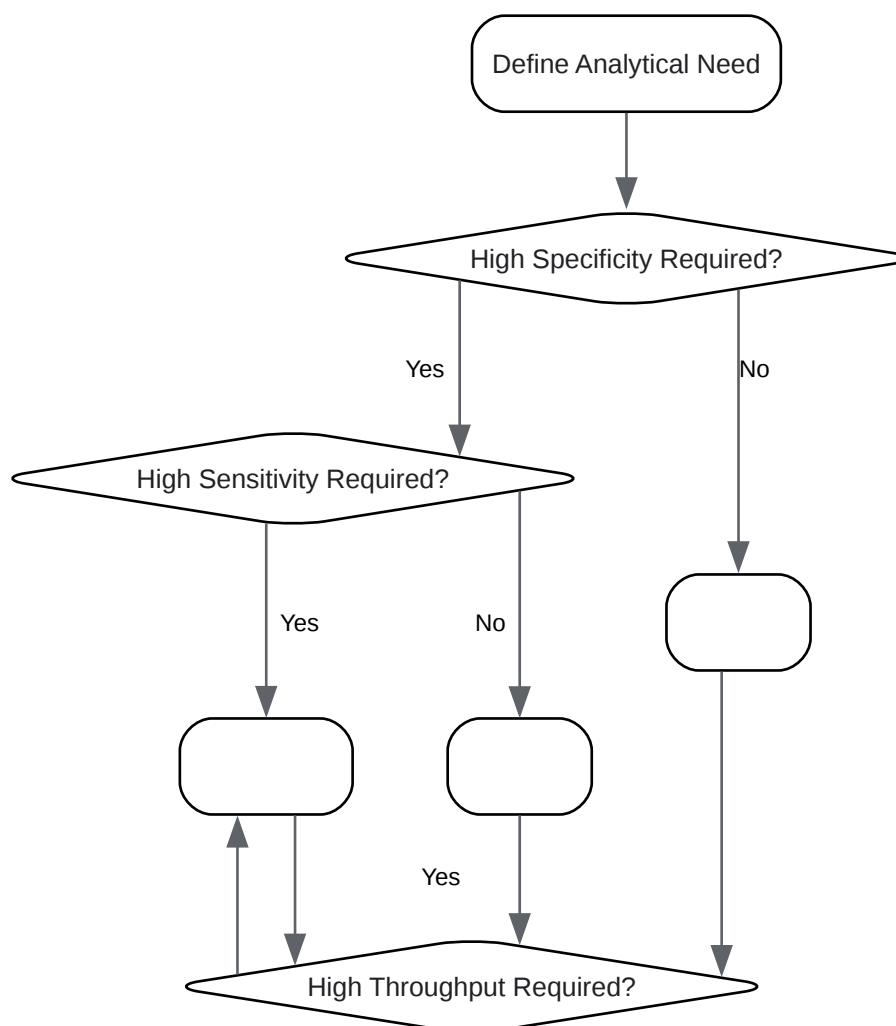 Define Analytical Need
High Specificity Required?
Yes
No
High Sensitivity Required?
Yes
No
Yes
High Throughput Required?